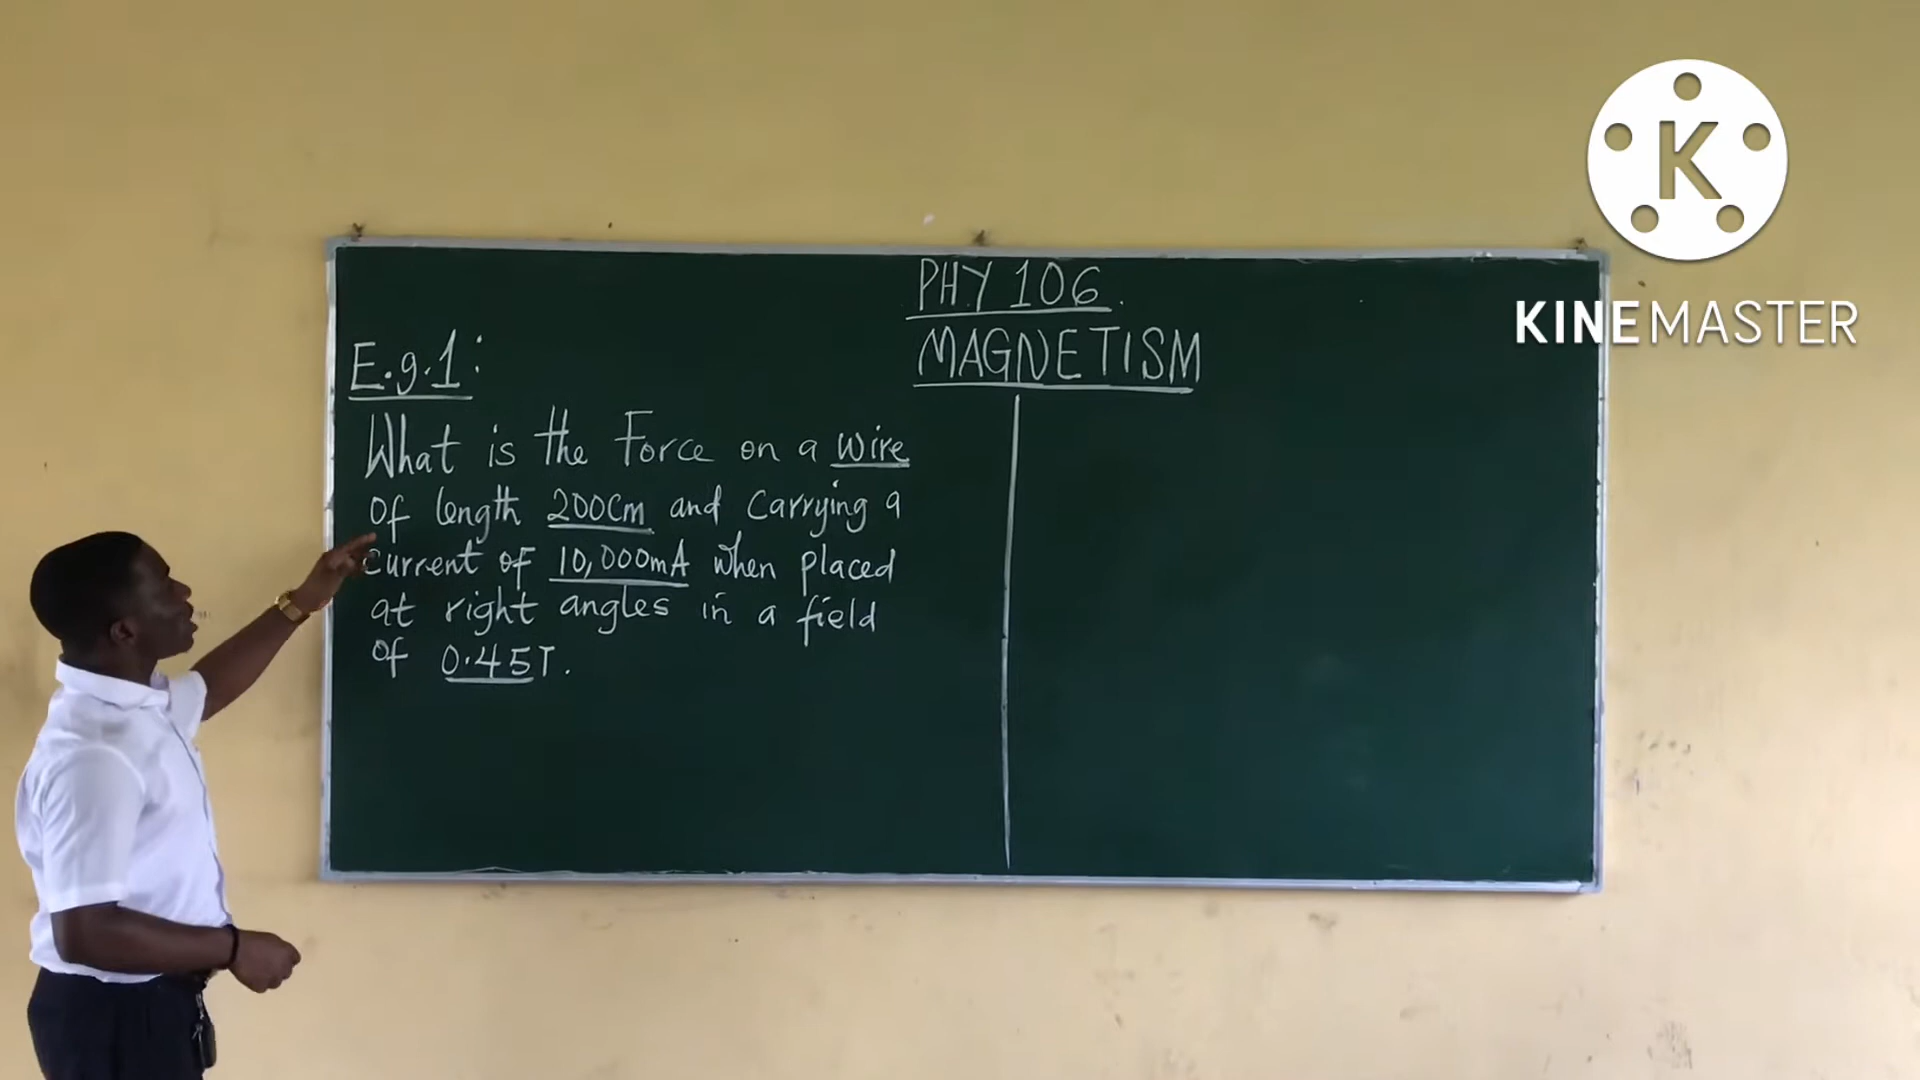 PHY 106
MAGNETISM
E.g.1:
What is the Force on a wire
of length 200cm and carrying a
current of 10,000mA when placed
at right angles in a field
of 0.45T.
K
KINEMASTER